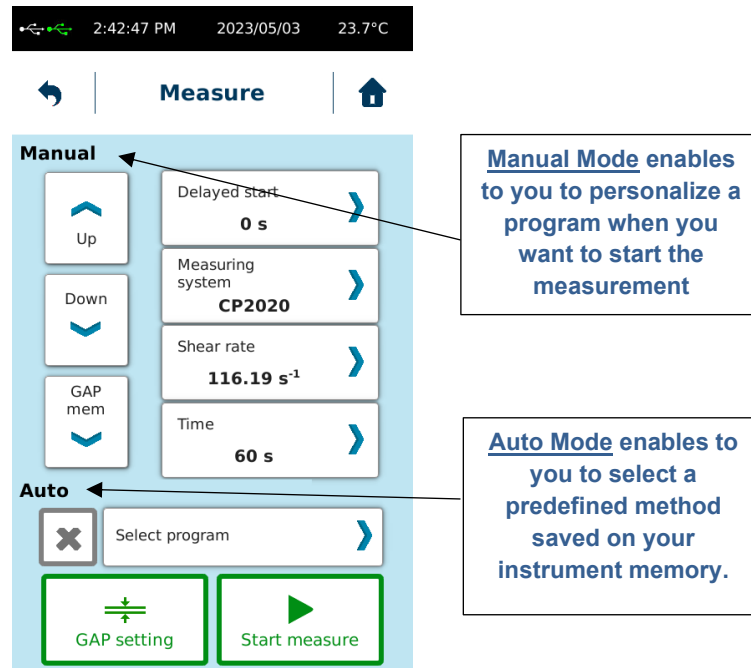 2:42:47 PM 2023/05/03 23.7°C
Measure
Manual
Up
Down
GAP
mem
Delayed start
0 s
Measuring
system
CP2020
Shear rate
116.19 s⁻¹
Time
60 s
Auto
Select program
GAP setting
Start measure
Manual Mode enables
to you to personalize a
program when you
want to start the
measurement
Auto Mode enables to
you to select a
predefined method
saved on your
instrument memory.